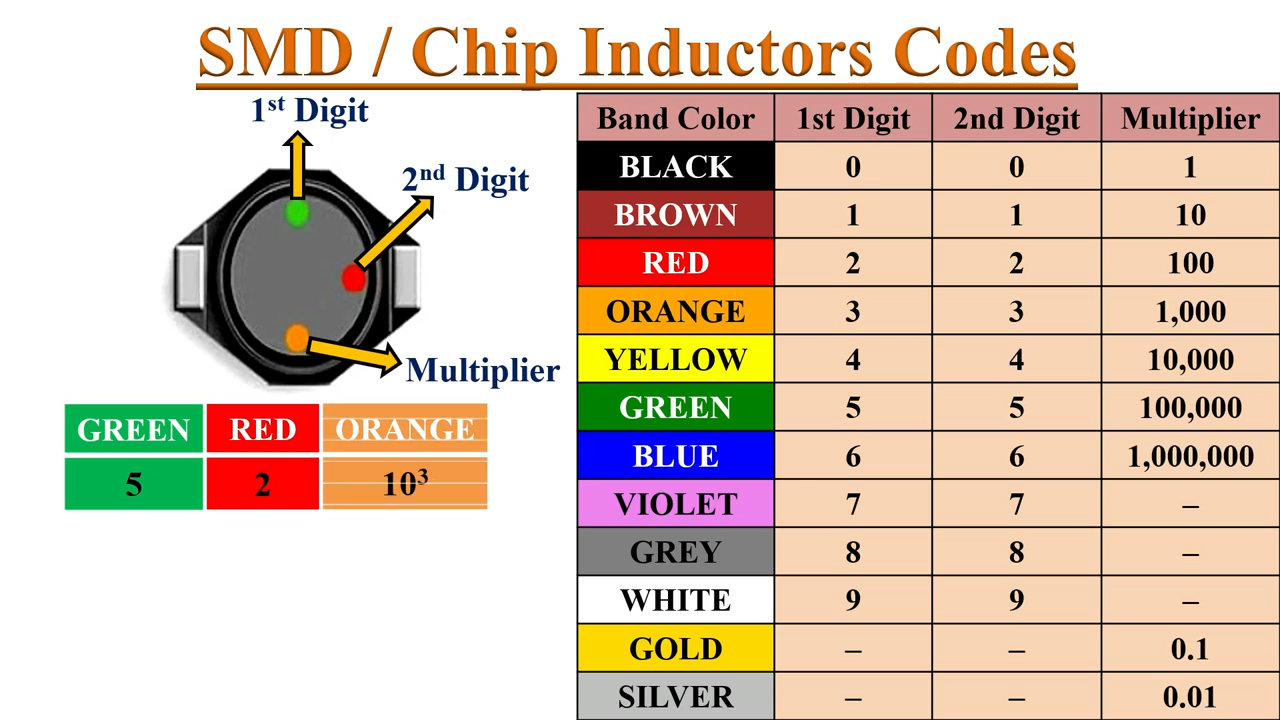 SMD / Chip Inductors Codes
1st Digit
2nd Digit
Multiplier
GREEN RED ORANGE
5 2 10³
Band Color 1st Digit 2nd Digit Multiplier
BLACK 0 0 1
BROWN 1 1 10
RED 2 2 100
ORANGE 3 3 1,000
YELLOW 4 4 10,000
GREEN 5 5 100,000
BLUE 6 6 1,000,000
VIOLET 7 7 –
GREY 8 8 –
WHITE 9 9 –
GOLD – – 0.1
SILVER – – 0.01